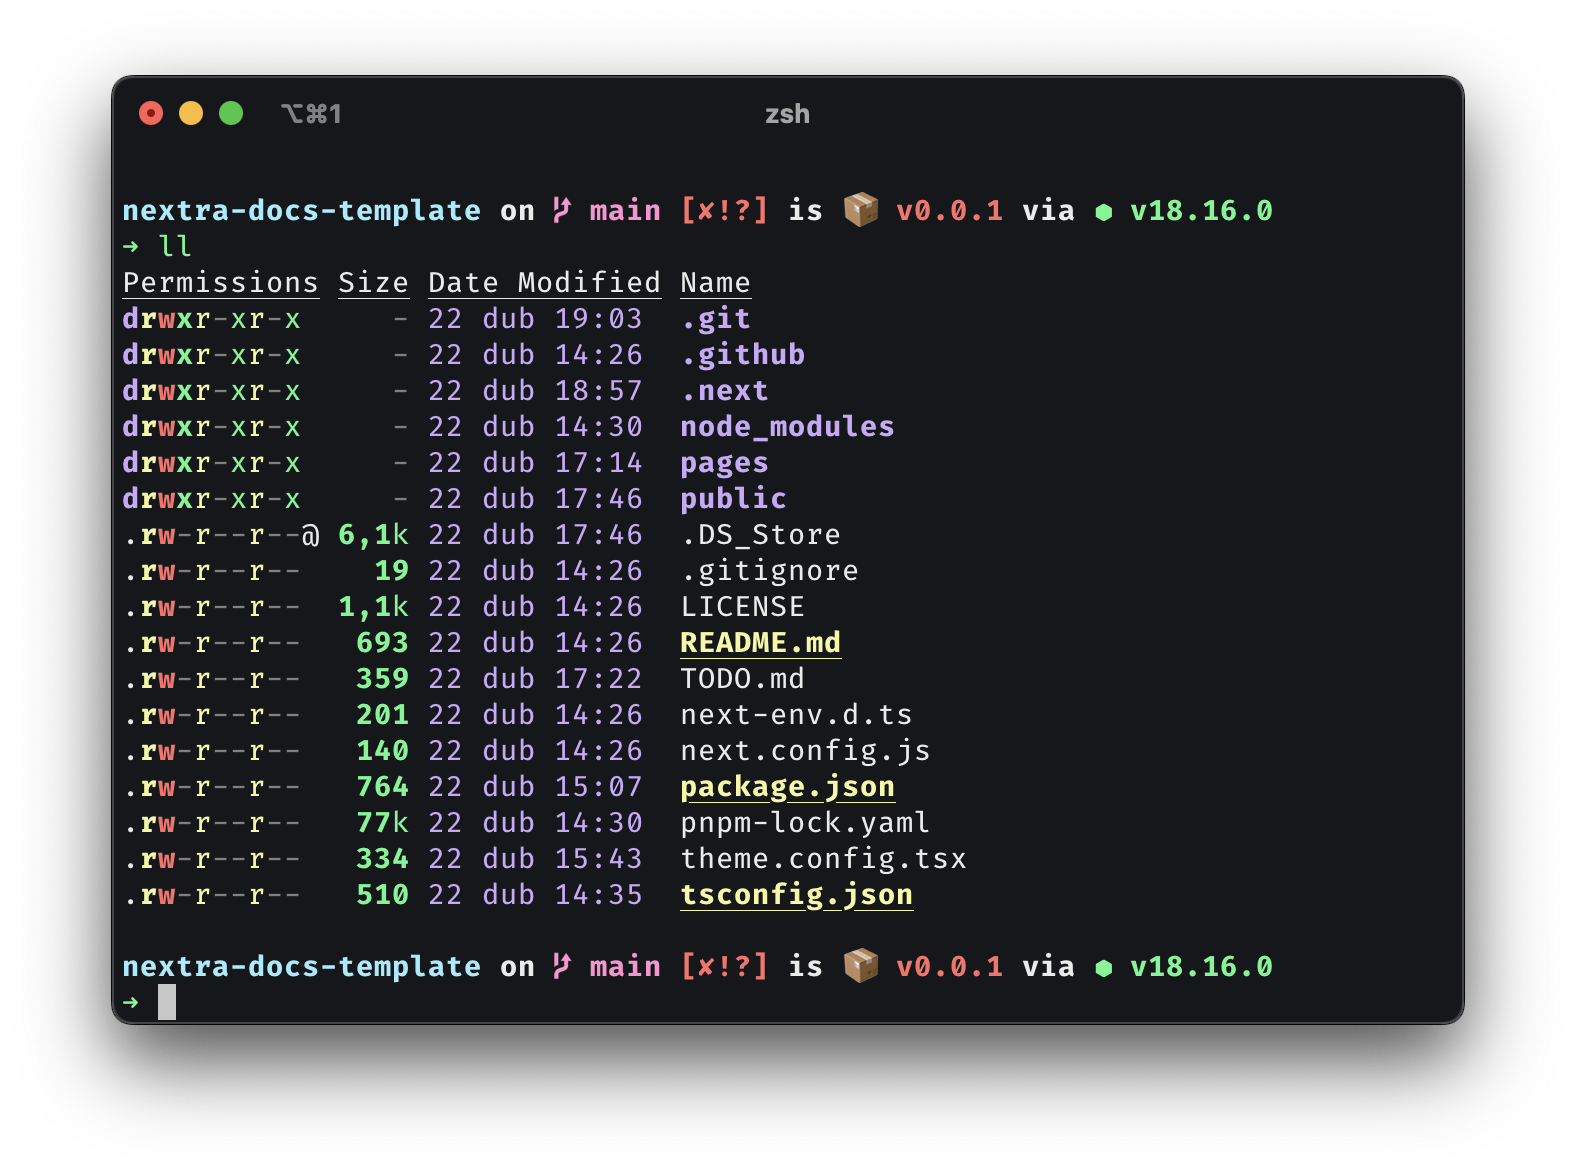 ⌥⌘1 zsh
nextra-docs-template on main [✘!?] is 📦 v0.0.1 via ⬢ v18.16.0
➜ ll
Permissions Size Date Modified Name
drwxr-xr-x - 22 dub 19:03 .git
drwxr-xr-x - 22 dub 14:26 .github
drwxr-xr-x - 22 dub 18:57 .next
drwxr-xr-x - 22 dub 14:30 node_modules
drwxr-xr-x - 22 dub 17:14 pages
drwxr-xr-x - 22 dub 17:46 public
.rw-r--r--@ 6,1k 22 dub 17:46 .DS_Store
.rw-r--r-- 19 22 dub 14:26 .gitignore
.rw-r--r-- 1,1k 22 dub 14:26 LICENSE
.rw-r--r-- 693 22 dub 14:26 README.md
.rw-r--r-- 359 22 dub 17:22 TODO.md
.rw-r--r-- 201 22 dub 14:26 next-env.d.ts
.rw-r--r-- 140 22 dub 14:26 next.config.js
.rw-r--r-- 764 22 dub 15:07 package.json
.rw-r--r-- 77k 22 dub 14:30 pnpm-lock.yaml
.rw-r--r-- 334 22 dub 15:43 theme.config.tsx
.rw-r--r-- 510 22 dub 14:35 tsconfig.json
nextra-docs-template on main [✘!?] is 📦 v0.0.1 via ⬢ v18.16.0
➜